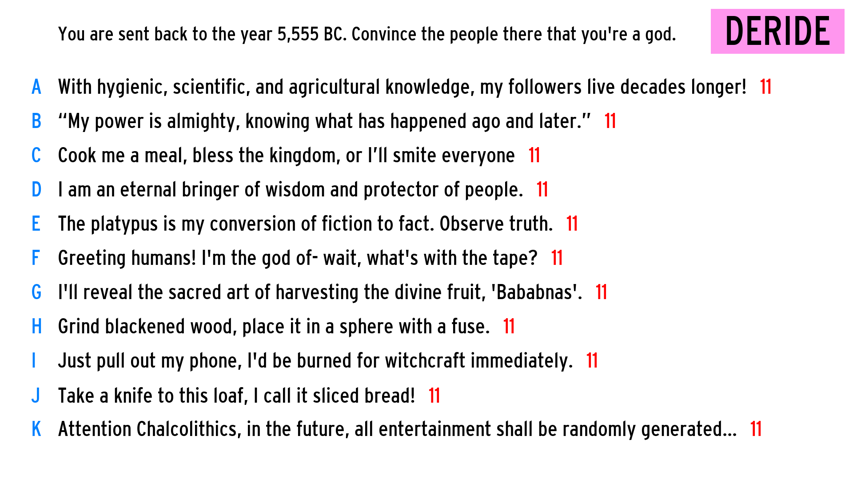 You are sent back to the year 5,555 BC. Convince the people there that you're a god.
DERIDE
A With hygienic, scientific, and agricultural knowledge, my followers live decades longer! 11
B “My power is almighty, knowing what has happened ago and later.” 11
C Cook me a meal, bless the kingdom, or I’ll smite everyone 11
D I am an eternal bringer of wisdom and protector of people. 11
E The platypus is my conversion of fiction to fact. Observe truth. 11
F Greeting humans! I'm the god of- wait, what's with the tape? 11
G I'll reveal the sacred art of harvesting the divine fruit, 'Bababnas'. 11
H Grind blackened wood, place it in a sphere with a fuse. 11
I Just pull out my phone, I'd be burned for witchcraft immediately. 11
J Take a knife to this loaf, I call it sliced bread! 11
K Attention Chalcolithics, in the future, all entertainment shall be randomly generated... 11